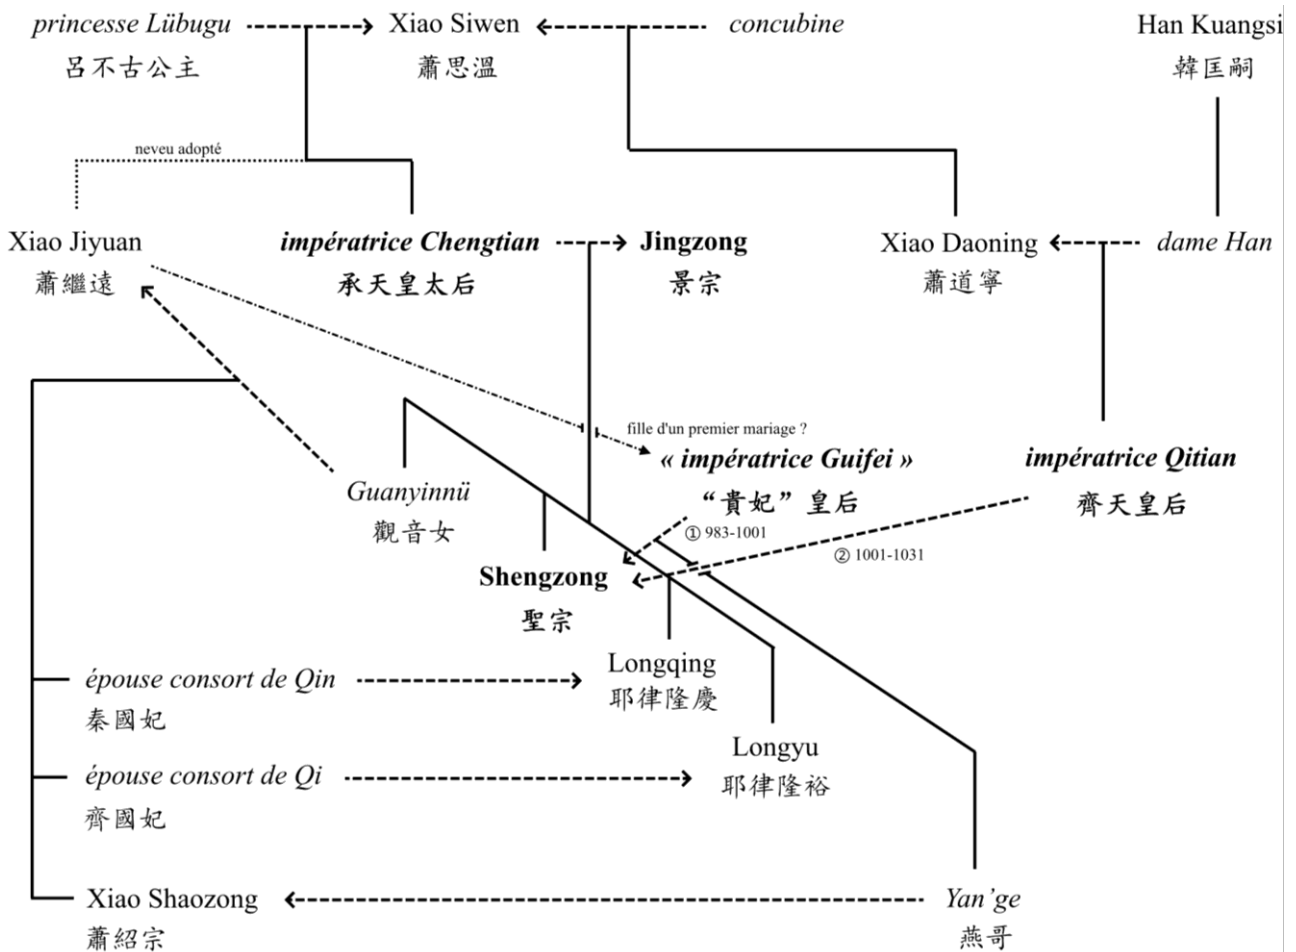 princesse Lübugu
Xiao Siwen
concubine
Han Kuangsi
呂不古公主
蕭思溫
韓匡嗣
neveu adopté
Xiao Jiyuan
impératrice Chengtian
Jingzong
Xiao Daoning
dame Han
蕭繼遠
承天皇太后
景宗
蕭道寧
fille d'un premier mariage ?
« impératrice Guifei »
impératrice Qitian
Guanyinnü
“貴妃”皇后
齊天皇后
觀音女
① 983-1001
② 1001-1031
Shengzong
聖宗
Longqing
épouse consort de Qin
耶律隆慶
秦國妃
Longyu
épouse consort de Qi
耶律隆裕
齊國妃
Xiao Shaozong
Yan’ge
蕭紹宗
燕哥